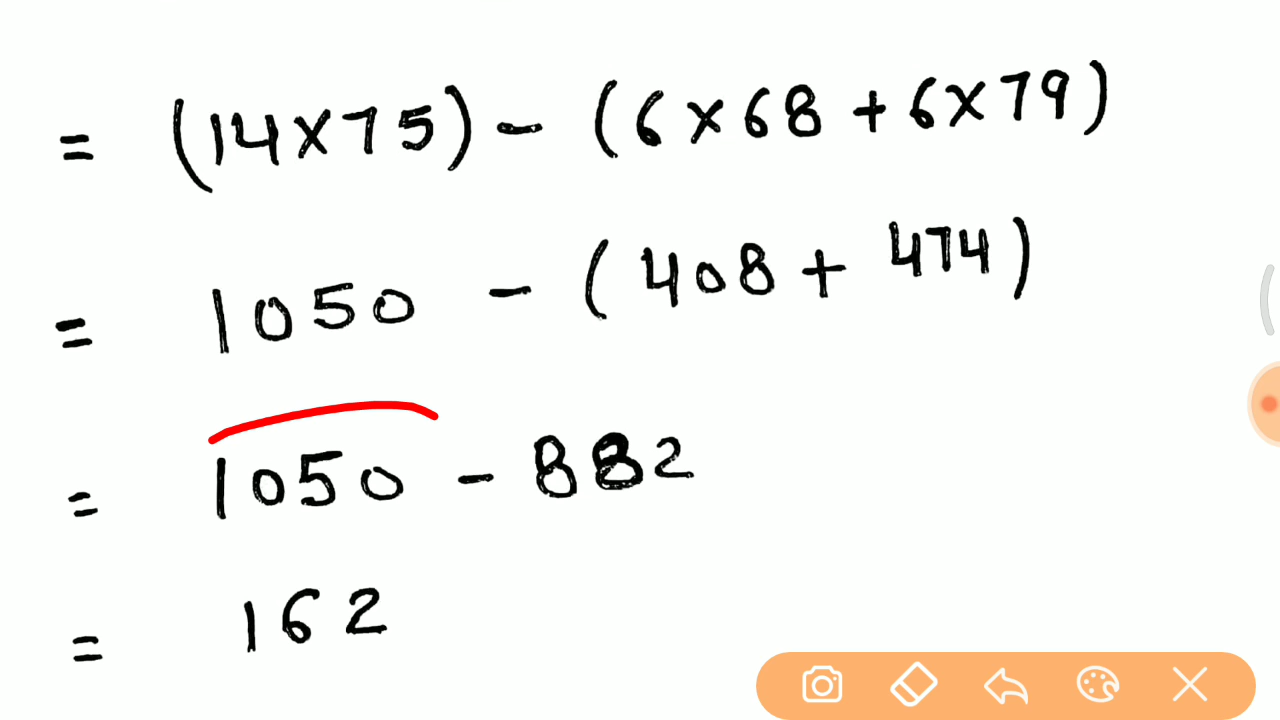 = (14×75) - (6×68 + 6×79)
= 1050 - (408 + 474)
= 1050 - 882
= 162